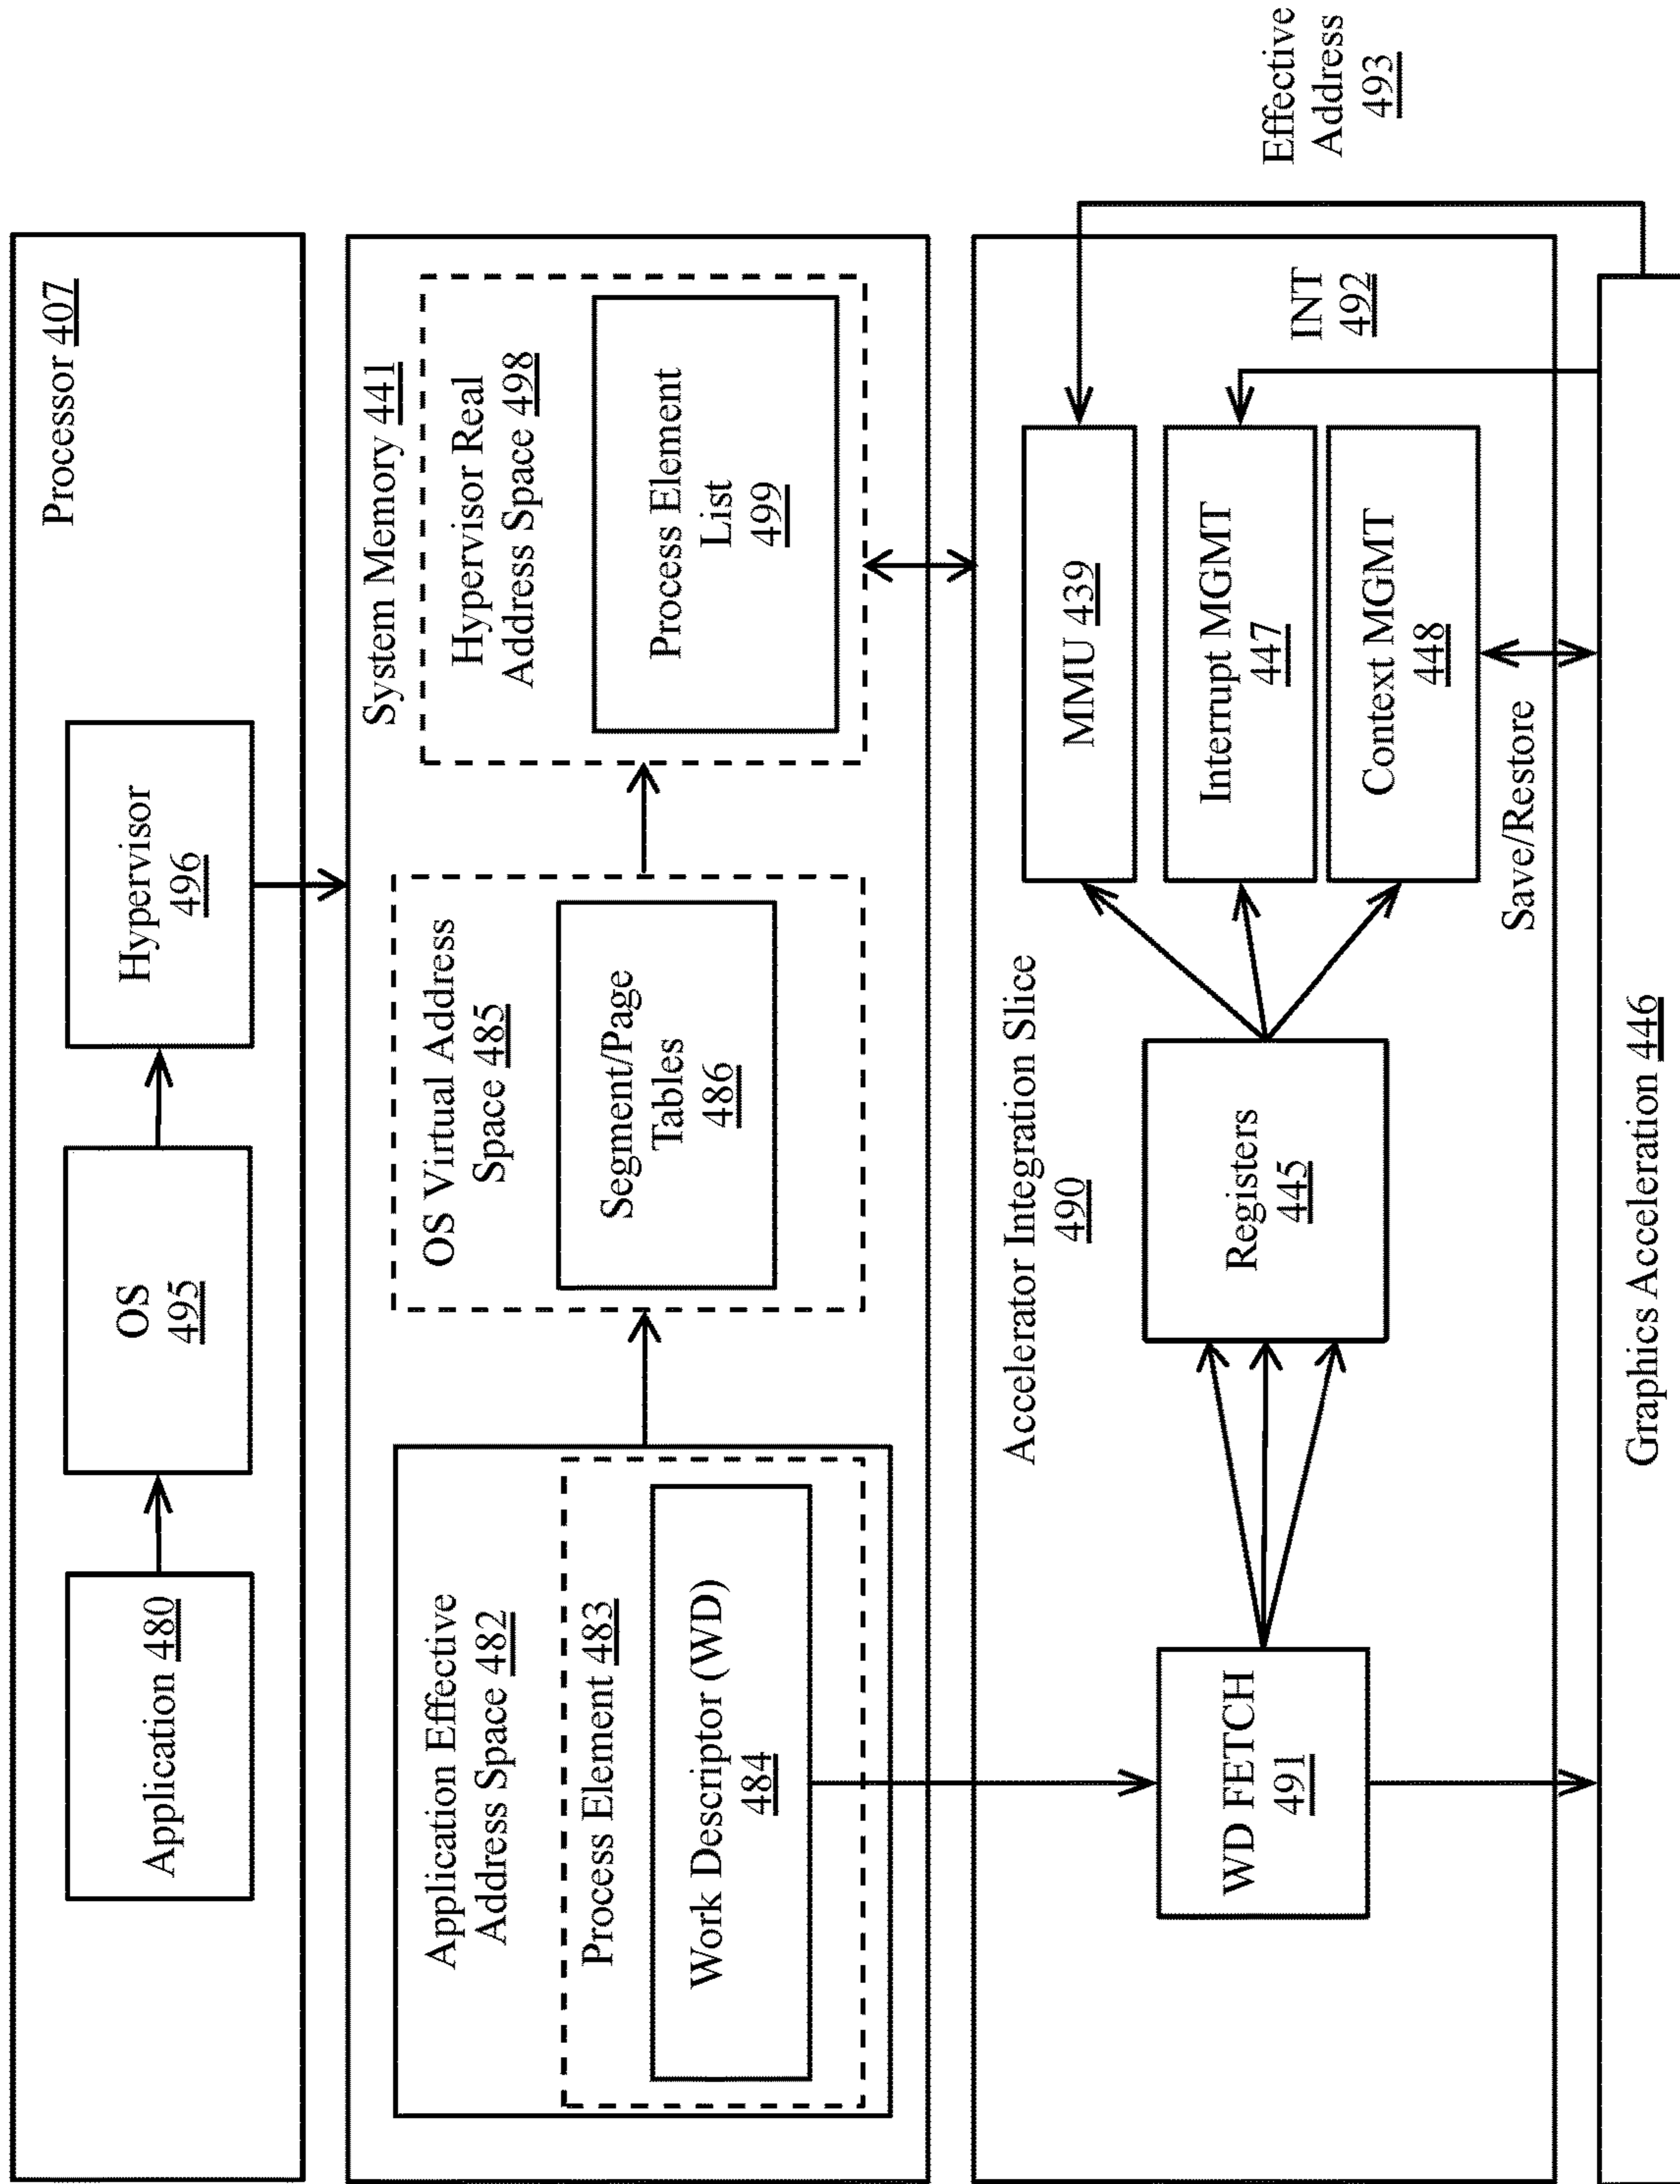 Processor 407
Application 480
OS
495
Hypervisor
496
System Memory 441
Application Effective
Address Space 482
Process Element 483
Work Descriptor (WD)
484
OS Virtual Address
Space 485
Segment/Page
Tables
486
Hypervisor Real
Address Space 498
Process Element
List
499
Accelerator Integration Slice
490
WD FETCH
491
Registers
445
MMU 439
Interrupt MGMT
447
Context MGMT
448
Save/Restore
INT
492
Effective
Address
493
Graphics Acceleration 446